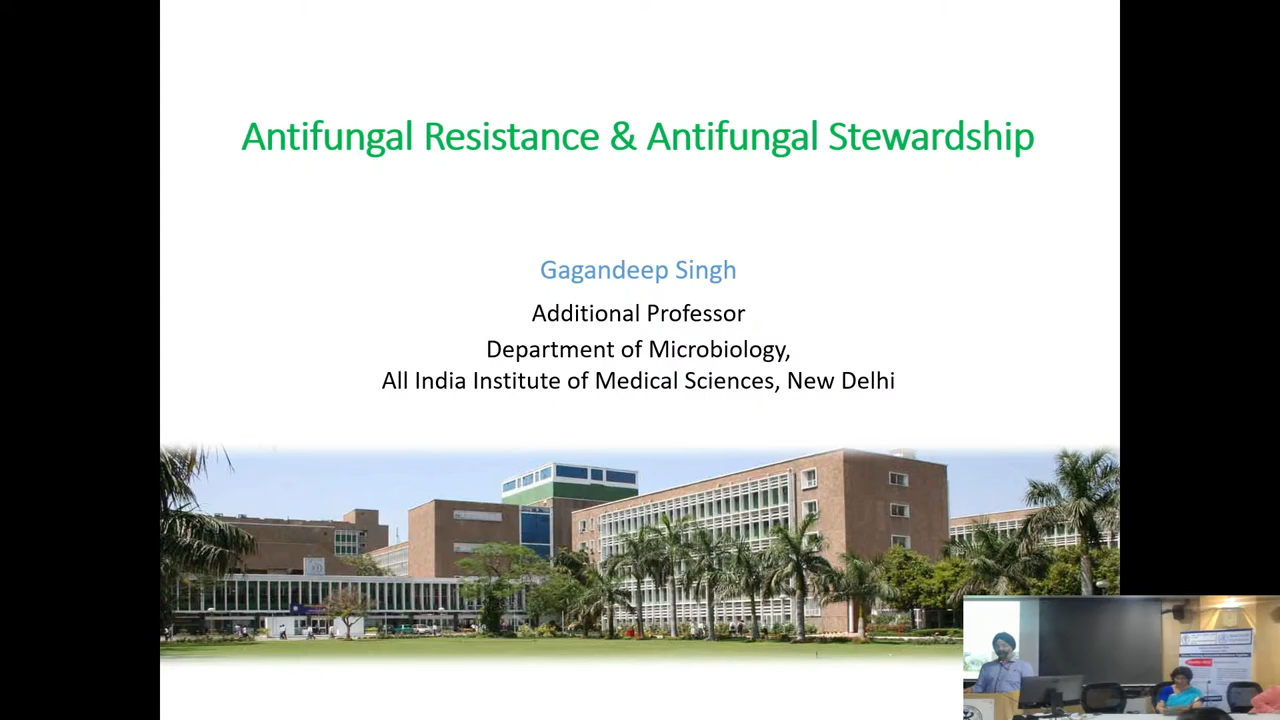 Antifungal Resistance & Antifungal Stewardship
Gagandeep Singh
Additional Professor
Department of Microbiology,
All India Institute of Medical Sciences, New Delhi